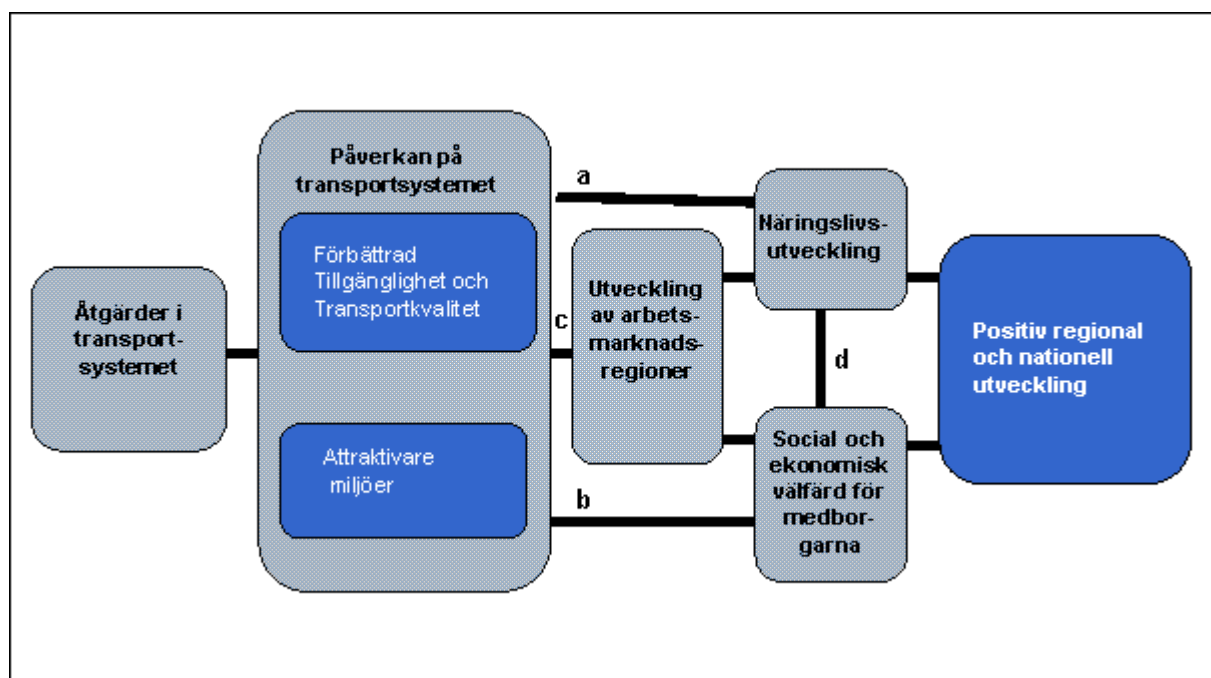 Åtgärder i
transport-
systemet
Påverkan på
transportsystemet
Förbättrad
Tillgänglighet och
Transportkvalitet
Attraktivare
miljöer
a
c
b
Utveckling
av arbets-
marknads-
regioner
Näringslivs-
utveckling
d
Social och
ekonomisk
välfärd för
medbor-
garna
Positiv regional
och nationell
utveckling